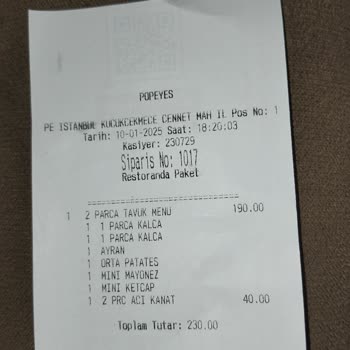 POPEYES
PE ISTANBUL KUCUKCEKMECE CENNET MAH II Pos No: 1
Tarih: 10-01-2025 Saat: 18:20:03
Kasiyer: 230729
Siparis No: 1017
Restoranda Paket
==============================
1 2 PARCA TAVUK MENU 190.00
1 1 PARCA KALCA
1 1 PARCA KALCA
1 AYRAN
1 ORTA PATATES
1 MINI MAYONEZ
1 MINI KETCAP
1 2 PRC ACI KANAT 40.00
Toplam Tutar: 230.00